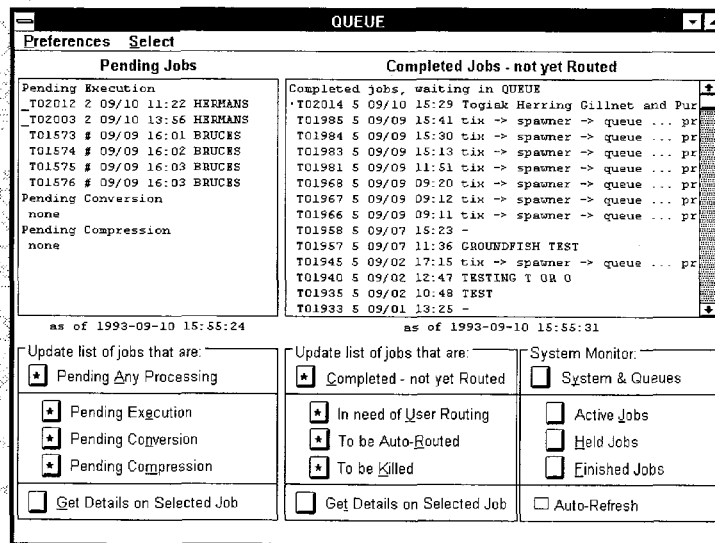 QUEUE
Preferences Select
Pending Jobs
Pending Execution
_T02012 2 09/10 11:22 HERMANS
_T02003 2 09/10 13:56 HERMANS
T01573 # 09/09 16:01 BRUCES
T01574 # 09/09 16:02 BRUCES
T01575 # 09/09 16:03 BRUCES
T01576 # 09/09 16:03 BRUCES
Pending Conversion
none
Pending Compression
none
as of 1993-09-10 15:55:24
Completed Jobs - not yet Routed
Completed jobs, waiting in QUEUE
'T02014 5 09/10 15:29 Togiak Herring Gillnet and Pur
T01985 5 09/09 15:41 tix -> spawner -> queue ... pr
T01984 5 09/09 15:30 tix -> spawner -> queue ... pr
T01983 5 09/09 15:13 tix -> spawner -> queue ... pr
T01981 5 09/09 11:51 tix -> spawner -> queue ... pr
T01968 5 09/09 09:20 tix -> spawner -> queue ... pr
T01967 5 09/09 09:12 tix -> spawner -> queue ... pr
T01966 5 09/09 09:11 tix -> spawner -> queue ... pr
T01958 5 09/07 15:23 -
T01957 5 09/07 11:36 GROUNDFISH TEST
T01945 5 09/02 17:15 tix -> spawner -> queue ... pr
T01940 5 09/02 12:47 TESTING T OR O
T01935 5 09/02 10:48 TEST
T01933 5 09/01 13:25 -
as of 1993-09-10 15:55:31
Update list of jobs that are:
Pending Any Processing
Pending Execution
Pending Conversion
Pending Compression
Get Details on Selected Job
Update list of jobs that are:
Completed - not yet Routed
In need of User Routing
To be Auto-Routed
To be Killed
Get Details on Selected Job
System Monitor:
System & Queues
Active Jobs
Held Jobs
Finished Jobs
Auto-Refresh